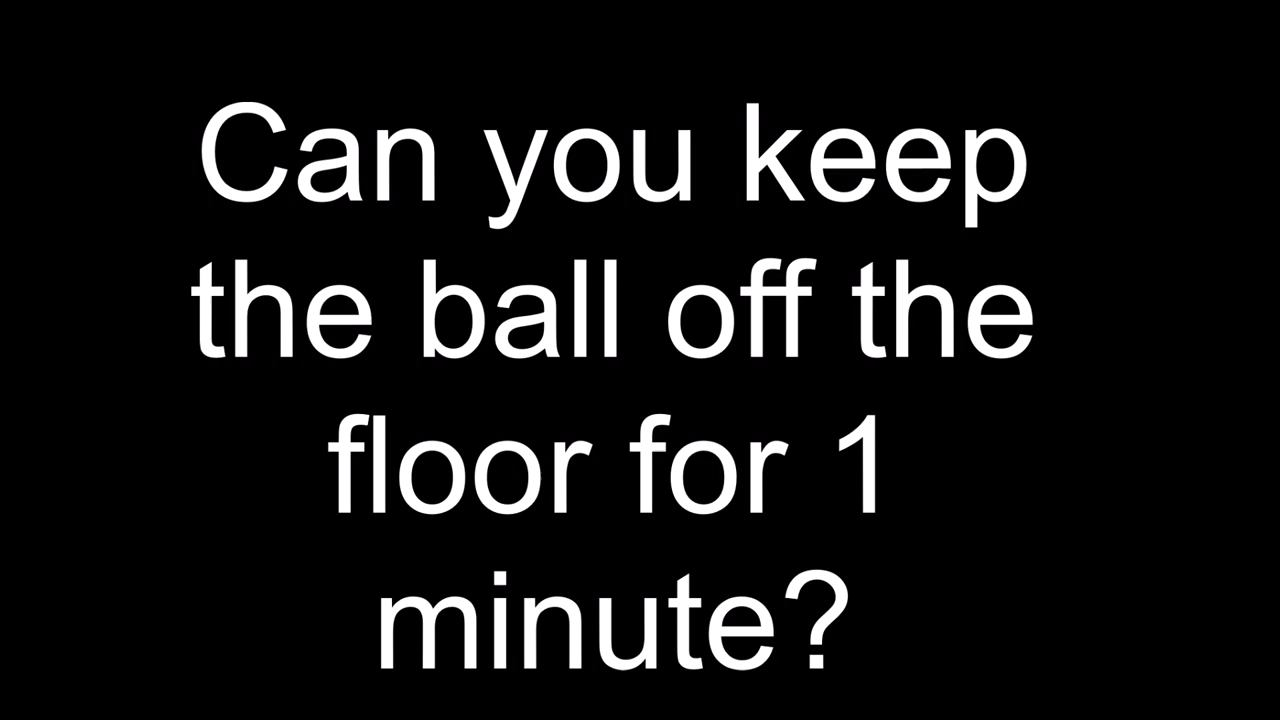 Can you keep
the ball off the
floor for 1
minute?